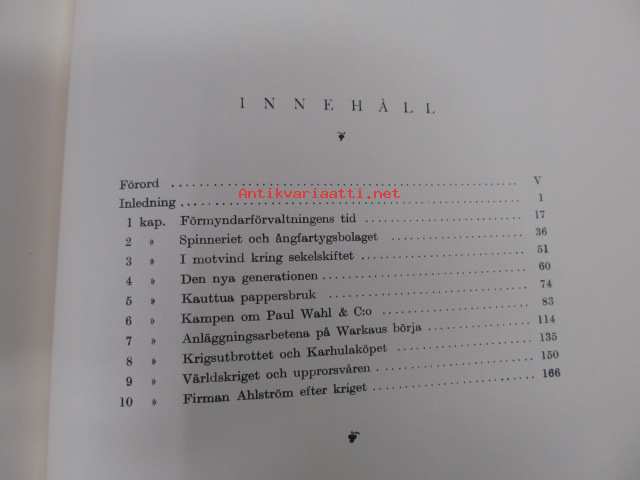 INNEHÅLL
Förord V
Antikvariaatti.net
Inledning 1
1 kap. Förmyndarförvaltningens tid 17
2 » Spinneriet och ångfartygsbolaget 36
3 » I motvind kring sekelskiftet 51
4 » Den nya generationen 60
5 » Kauttua pappersbruk 74
6 » Kampen om Paul Wahl & C:o 83
7 » Anläggningsarbetena på Warkaus börja 114
8 » Krigsutbrottet och Karhulaköpet 135
9 » Världskriget och upprorsvåren 150
10 » Firman Ahlström efter kriget 166